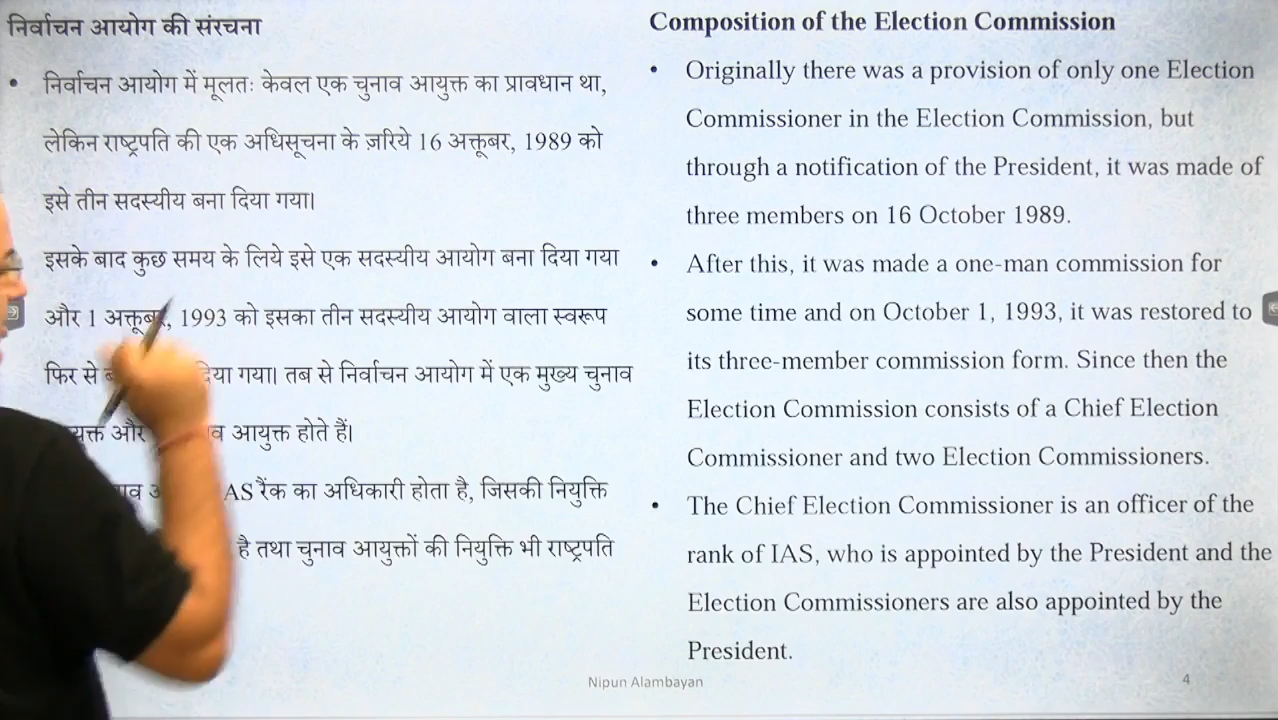 निर्वाचन आयोग की संरचना
• निर्वाचन आयोग में मूलतः केवल एक चुनाव आयुक्त का प्रावधान था,
लेकिन राष्ट्रपति की एक अधिसूचना के ज़रिये 16 अक्तूबर, 1989 को
इसे तीन सदस्यीय बना दिया गया।
इसके बाद कुछ समय के लिये इसे एक सदस्यीय आयोग बना दिया गया
और 1 अक्तूबर, 1993 को इसका तीन सदस्यीय आयोग वाला स्वरूप
फिर से दिया गया। तब से निर्वाचन आयोग में एक मुख्य चुनाव
और आयुक्त होते हैं।
रैंक का अधिकारी होता है, जिसकी नियुक्ति
है तथा चुनाव आयुक्तों की नियुक्ति भी राष्ट्रपति
Composition of the Election Commission
• Originally there was a provision of only one Election
Commissioner in the Election Commission, but
through a notification of the President, it was made of
three members on 16 October 1989.
• After this, it was made a one-man commission for
some time and on October 1, 1993, it was restored to
its three-member commission form. Since then the
Election Commission consists of a Chief Election
Commissioner and two Election Commissioners.
• The Chief Election Commissioner is an officer of the
rank of IAS, who is appointed by the President and the
Election Commissioners are also appointed by the
President.
Nipun Alambayan
4